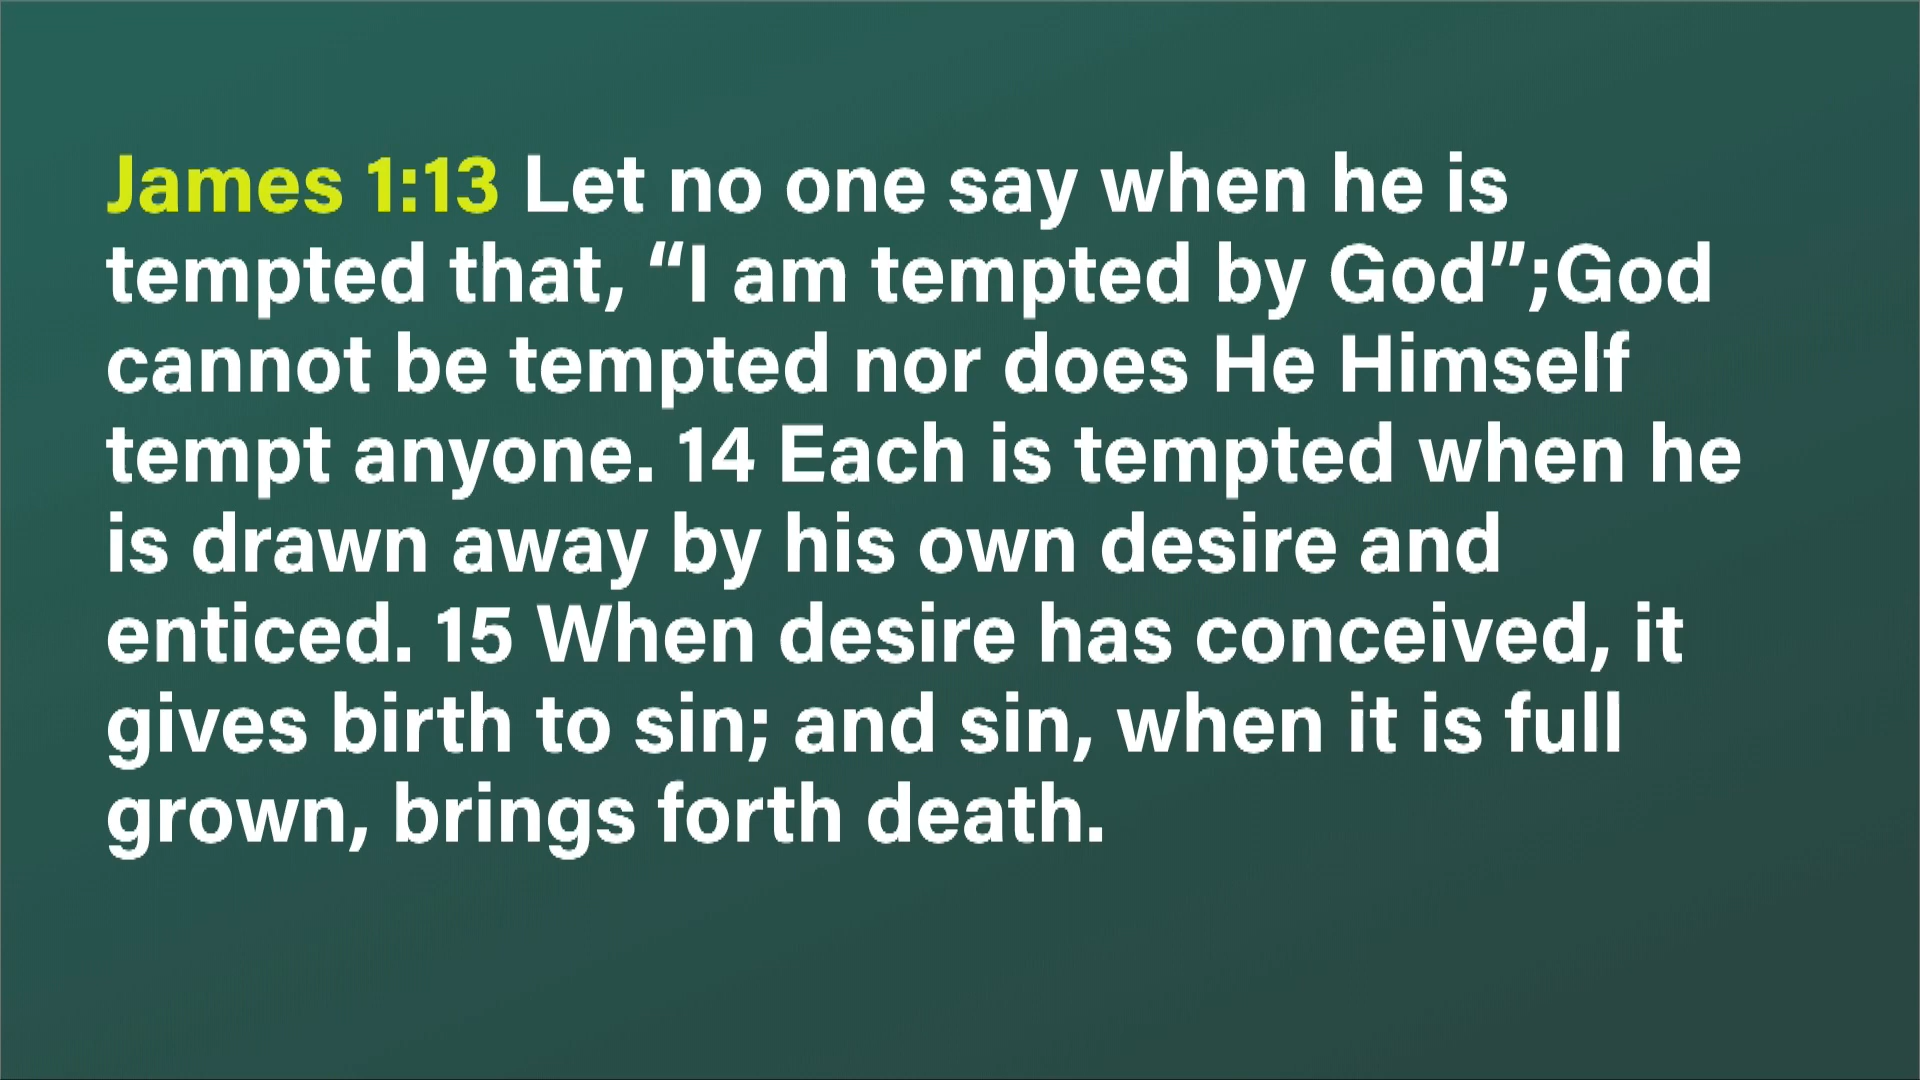 James 1:13 Let no one say when he is
tempted that, “I am tempted by God”;God
cannot be tempted nor does He Himself
tempt anyone. 14 Each is tempted when he
is drawn away by his own desire and
enticed. 15 When desire has conceived, it
gives birth to sin; and sin, when it is full
grown, brings forth death.